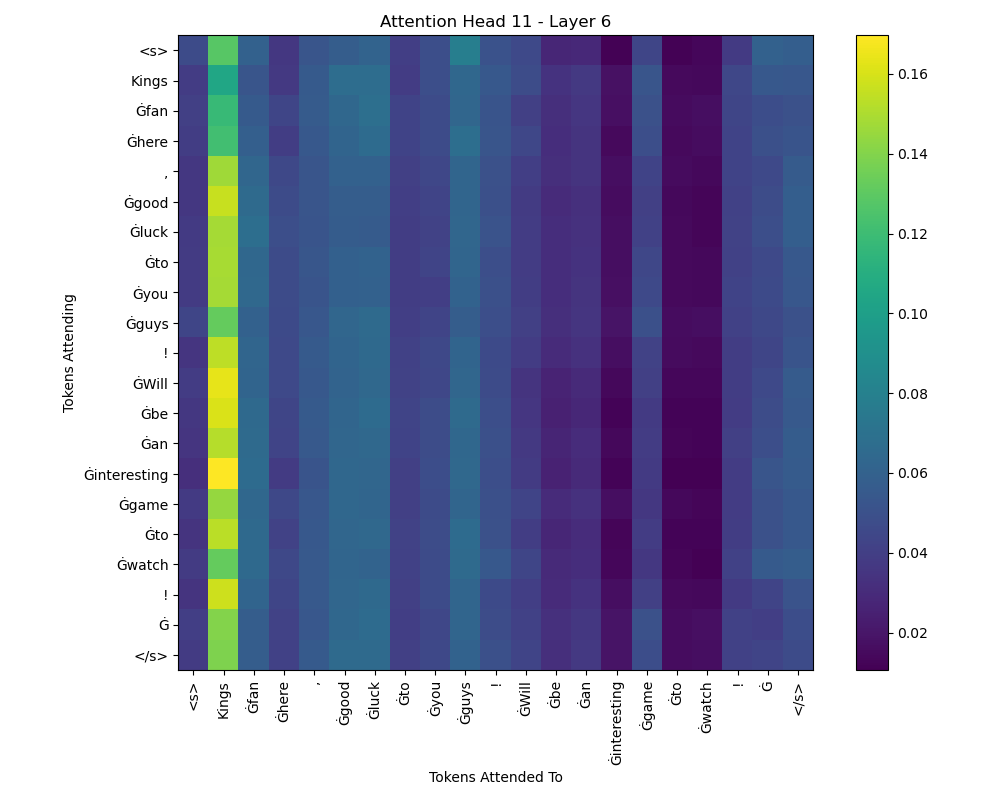 Attention Head 11 - Layer 6
Tokens Attending
<s>
Kings
Ġfan
Ġhere
,
Ġgood
Ġluck
Ġto
Ġyou
Ġguys
!
ĠWill
Ġbe
Ġan
Ġinteresting
Ġgame
Ġto
Ġwatch
!
Ġ
</s>
<s>
Kings
Ġfan
Ġhere
,
Ġgood
Ġluck
Ġto
Ġyou
Ġguys
!
ĠWill
Ġbe
Ġan
Ġinteresting
Ġgame
Ġto
Ġwatch
!
Ġ
</s>
Tokens Attended To
0.16
0.14
0.12
0.10
0.08
0.06
0.04
0.02